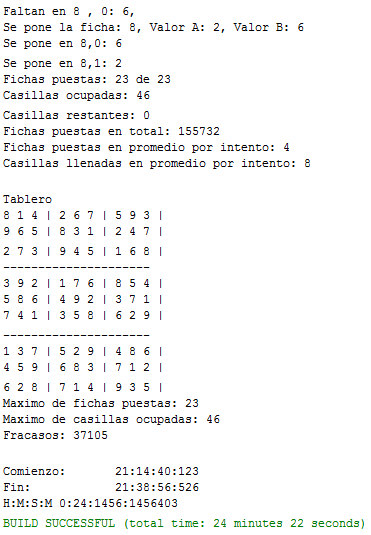 Faltan en 8 , 0: 6,
Se pone la ficha: 8, Valor A: 2, Valor B: 6
Se pone en 8,0: 6
Se pone en 8,1: 2
Fichas puestas: 23 de 23
Casillas ocupadas: 46
Casillas restantes: 0
Fichas puestas en total: 155732
Fichas puestas en promedio por intento: 4
Casillas llenadas en promedio por intento: 8
Tablero
8 1 4 | 2 6 7 | 5 9 3 |
9 6 5 | 8 3 1 | 2 4 7 |
2 7 3 | 9 4 5 | 1 6 8 |
---------------------
3 9 2 | 1 7 6 | 8 5 4 |
5 8 6 | 4 9 2 | 3 7 1 |
7 4 1 | 3 5 8 | 6 2 9 |
---------------------
1 3 7 | 5 2 9 | 4 8 6 |
4 5 9 | 6 8 3 | 7 1 2 |
6 2 8 | 7 1 4 | 9 3 5 |
Maximo de fichas puestas: 23
Maximo de casillas ocupadas: 46
Fracasos: 37105
Comienzo: 21:14:40:123
Fin: 21:38:56:526
H:M:S:M 0:24:1456:1456403
BUILD SUCCESSFUL (total time: 24 minutes 22 seconds)